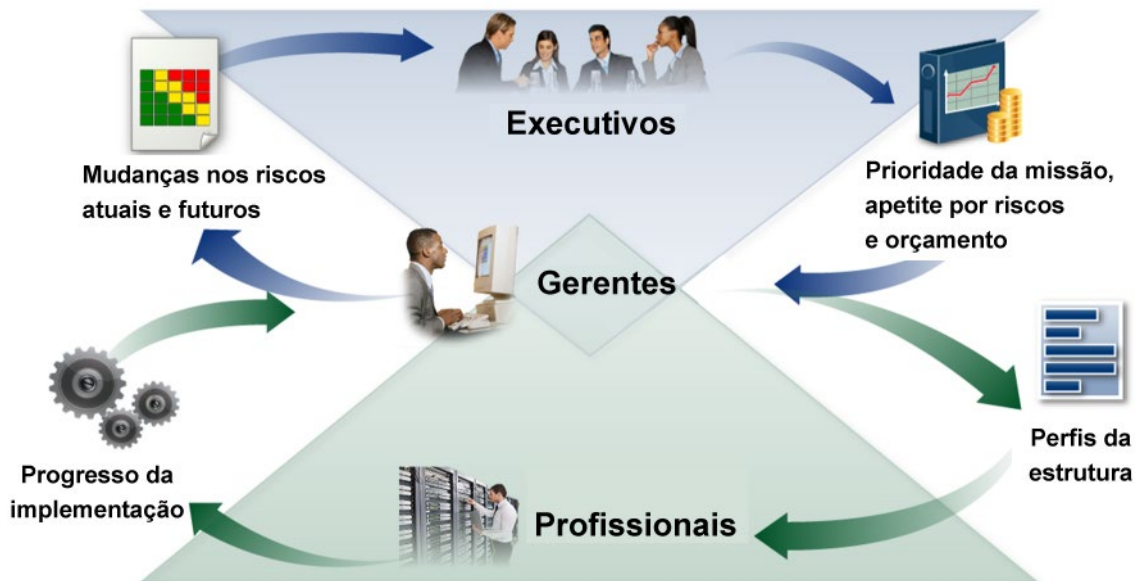 Executivos
Mudanças nos riscos
atuais e futuros
Prioridade da missão,
apetite por riscos
e orçamento
Gerentes
Progresso da
implementação
Perfis da
estrutura
Profissionais